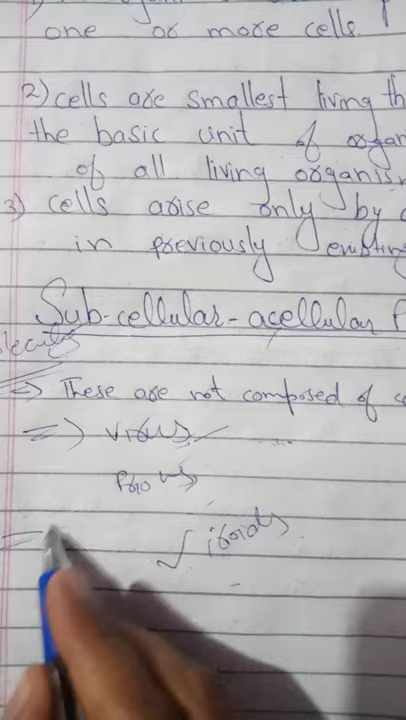 one or more cells.
2) cells are smallest living th
the basic unit of organ
of all living organis
3) cells arise only by
in previously
Sub-cellular-acellular P
=> These are not composed of c
=> Virus
Prions
Viroids